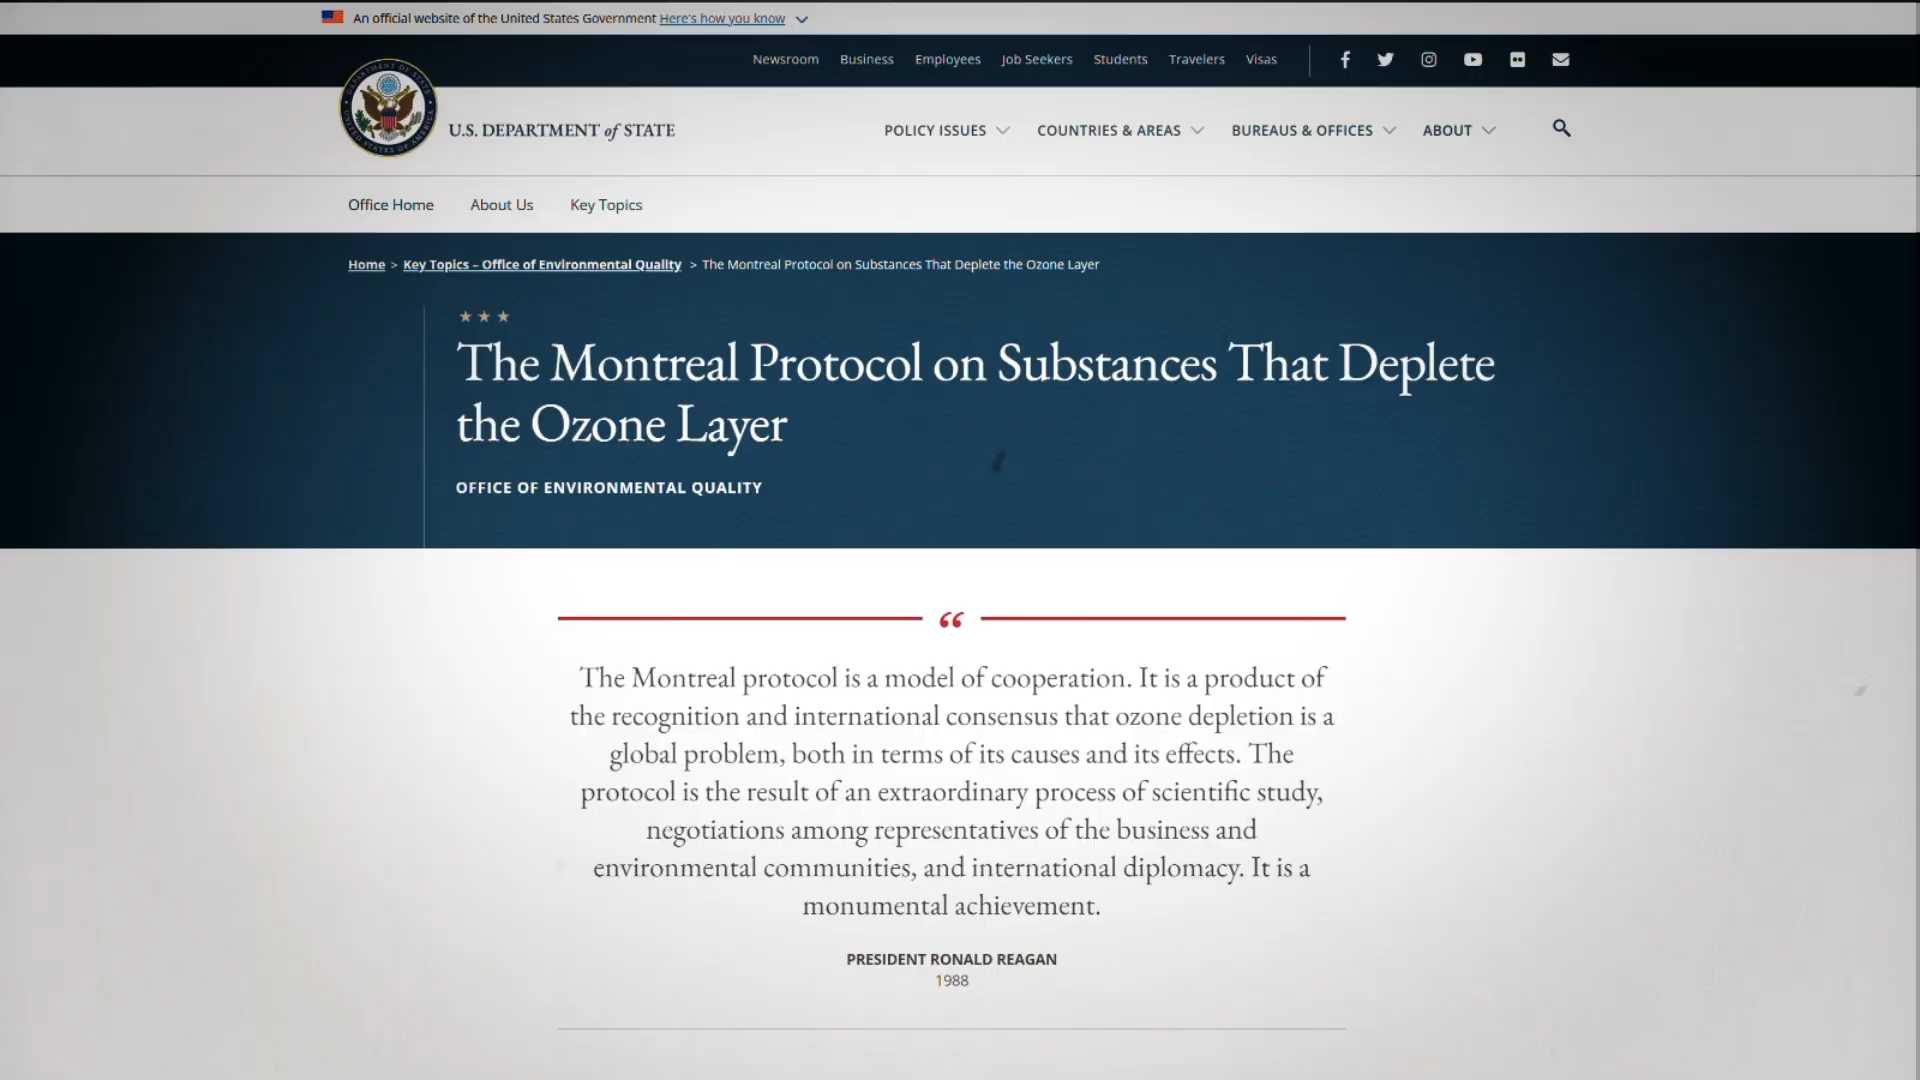 An official website of the United States Government Here's how you know
Newsroom Business Employees Job Seekers Students Travelers Visas
U.S. DEPARTMENT of STATE
POLICY ISSUES COUNTRIES & AREAS BUREAUS & OFFICES ABOUT
Office Home About Us Key Topics
Home > Key Topics – Office of Environmental Quality > The Montreal Protocol on Substances That Deplete the Ozone Layer
The Montreal Protocol on Substances That Deplete
the Ozone Layer
OFFICE OF ENVIRONMENTAL QUALITY
“
The Montreal protocol is a model of cooperation. It is a product of
the recognition and international consensus that ozone depletion is a
global problem, both in terms of its causes and its effects. The
protocol is the result of an extraordinary process of scientific study,
negotiations among representatives of the business and
environmental communities, and international diplomacy. It is a
monumental achievement.
PRESIDENT RONALD REAGAN
1988